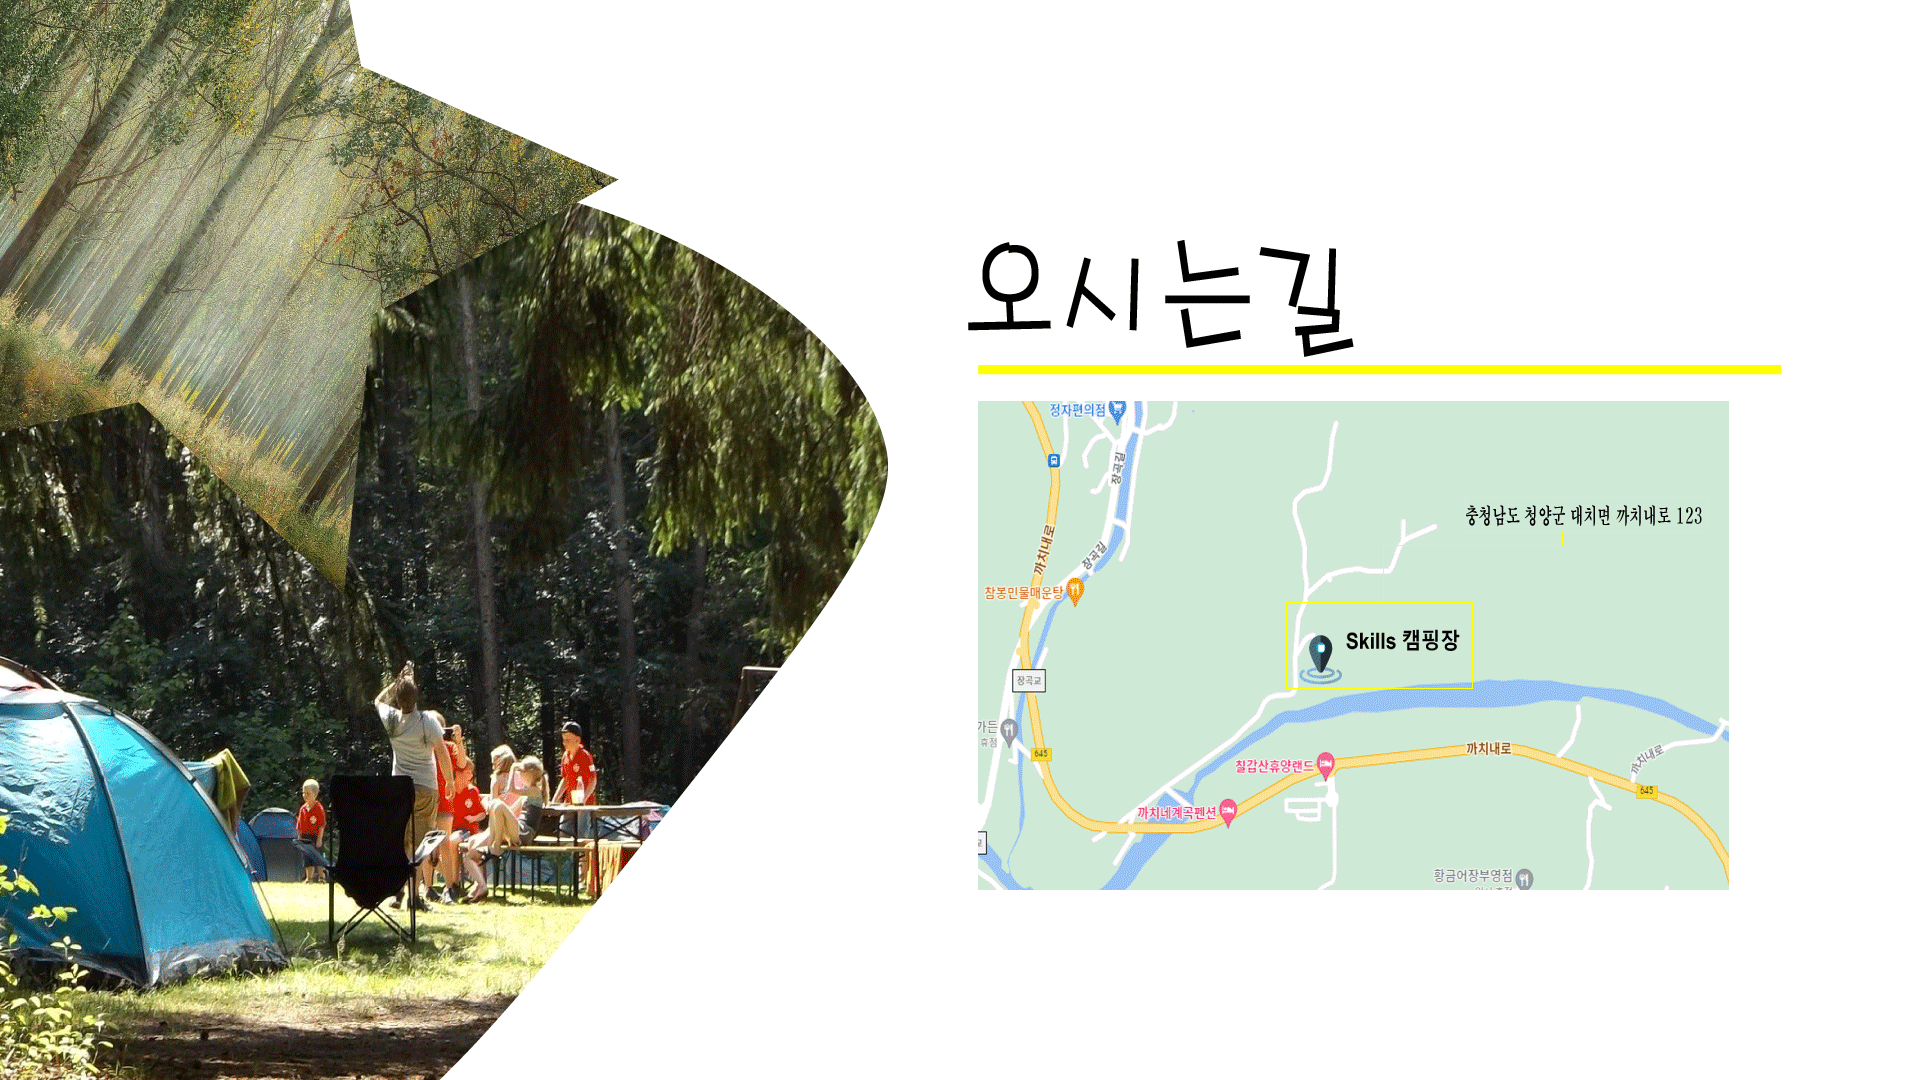 오시는길
정자편의점
장곡길
충청남도 청양군 대치면 까치내로 123
까치내로
장곡길
참봉민물매운탕
Skills 캠핑장
장곡교
가든
휴점
645
까치내로
까치내로
칠갑산휴양랜드
645
까치네계곡펜션
황금어장부영점